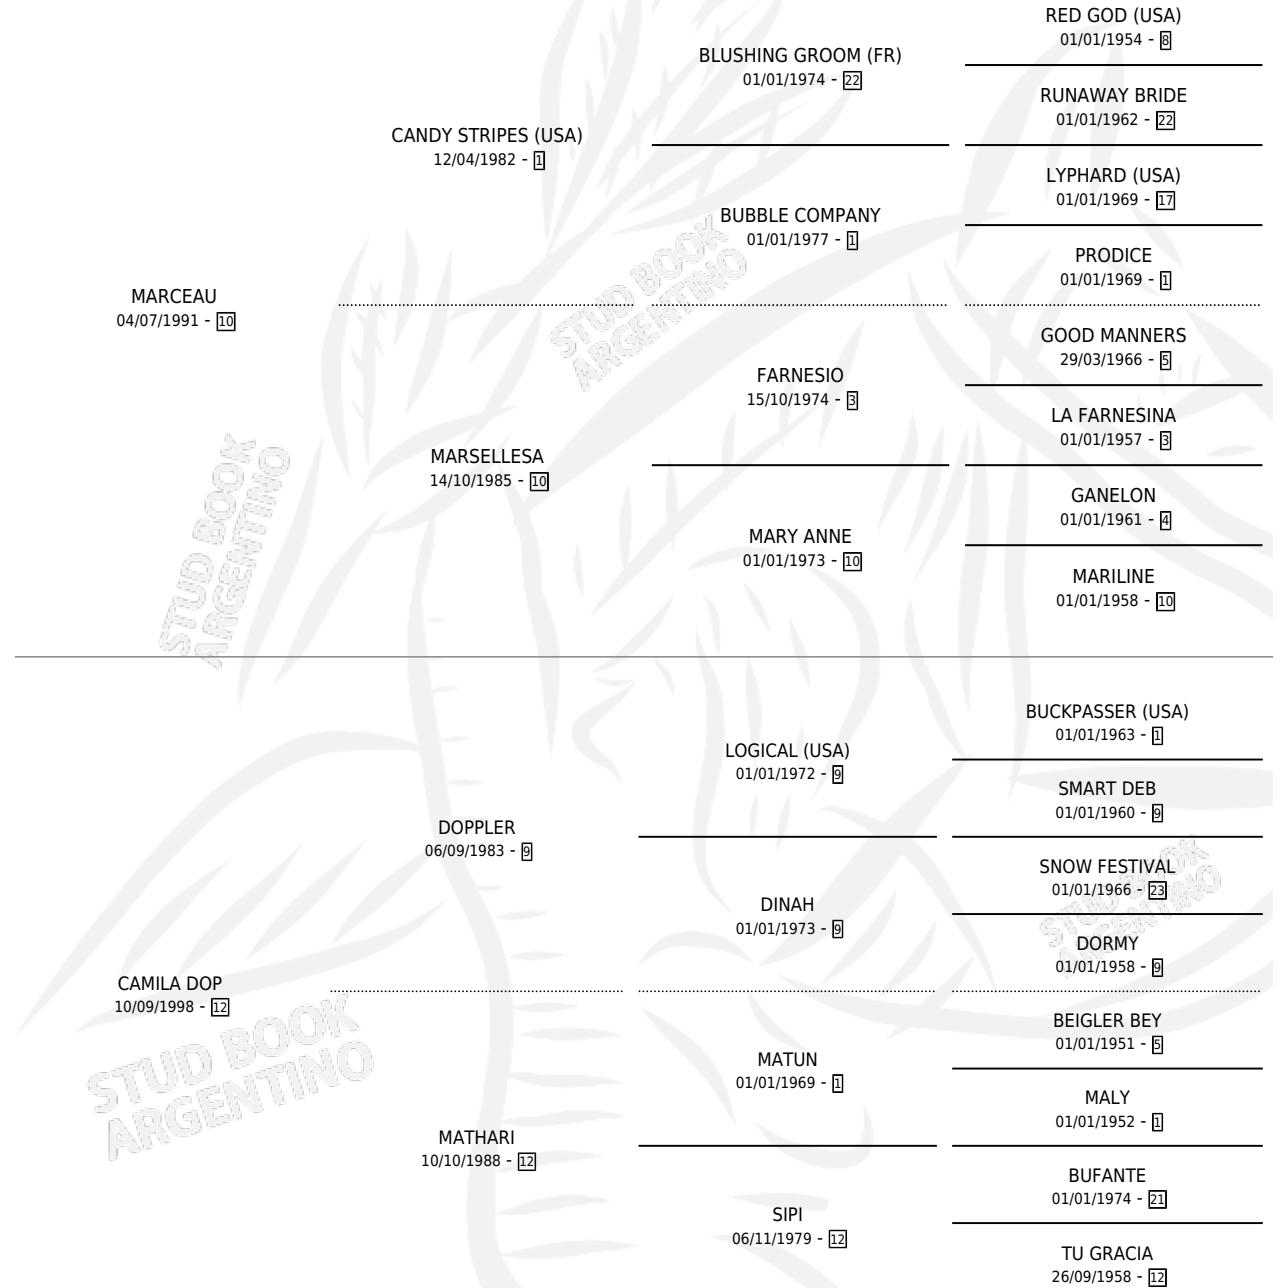 RED GOD (USA)
01/01/1954 - 8
BLUSHING GROOM (FR)
01/01/1974 - 22
RUNAWAY BRIDE
01/01/1962 - 22
CANDY STRIPES (USA)
12/04/1982 - 1
LYPHARD (USA)
01/01/1969 - 17
BUBBLE COMPANY
01/01/1977 - 1
PRODICE
01/01/1969 - 1
MARCEAU
04/07/1991 - 10
STUD BOOK
ARGENTINO
GOOD MANNERS
29/03/1966 - 5
FARNESIO
15/10/1974 - 3
LA FARNESINA
01/01/1957 - 3
MARSELLESA
14/10/1985 - 10
GANELON
01/01/1961 - 4
MARY ANNE
01/01/1973 - 10
MARILINE
01/01/1958 - 10
STUD BOOK
ARGENTINO
BUCKPASSER (USA)
01/01/1963 - 1
LOGICAL (USA)
01/01/1972 - 9
SMART DEB
01/01/1960 - 9
DOPPLER
06/09/1983 - 9
SNOW FESTIVAL
01/01/1966 - 23
DINAH
01/01/1973 - 9
STUD BOOK
ARGENTINO
DORMY
01/01/1958 - 9
CAMILA DOP
10/09/1998 - 12
BEIGLER BEY
01/01/1951 - 5
MATUN
01/01/1969 - 1
STUD BOOK
ARGENTINO
MALY
01/01/1952 - 1
MATHARI
10/10/1988 - 12
BUFANTE
01/01/1974 - 21
SIPI
06/11/1979 - 12
TU GRACIA
26/09/1958 - 12